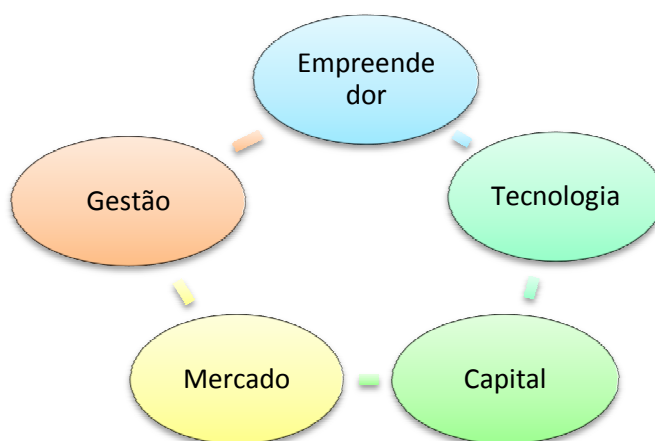 Empreende
dor
Tecnologia
Gestão
Mercado
Capital